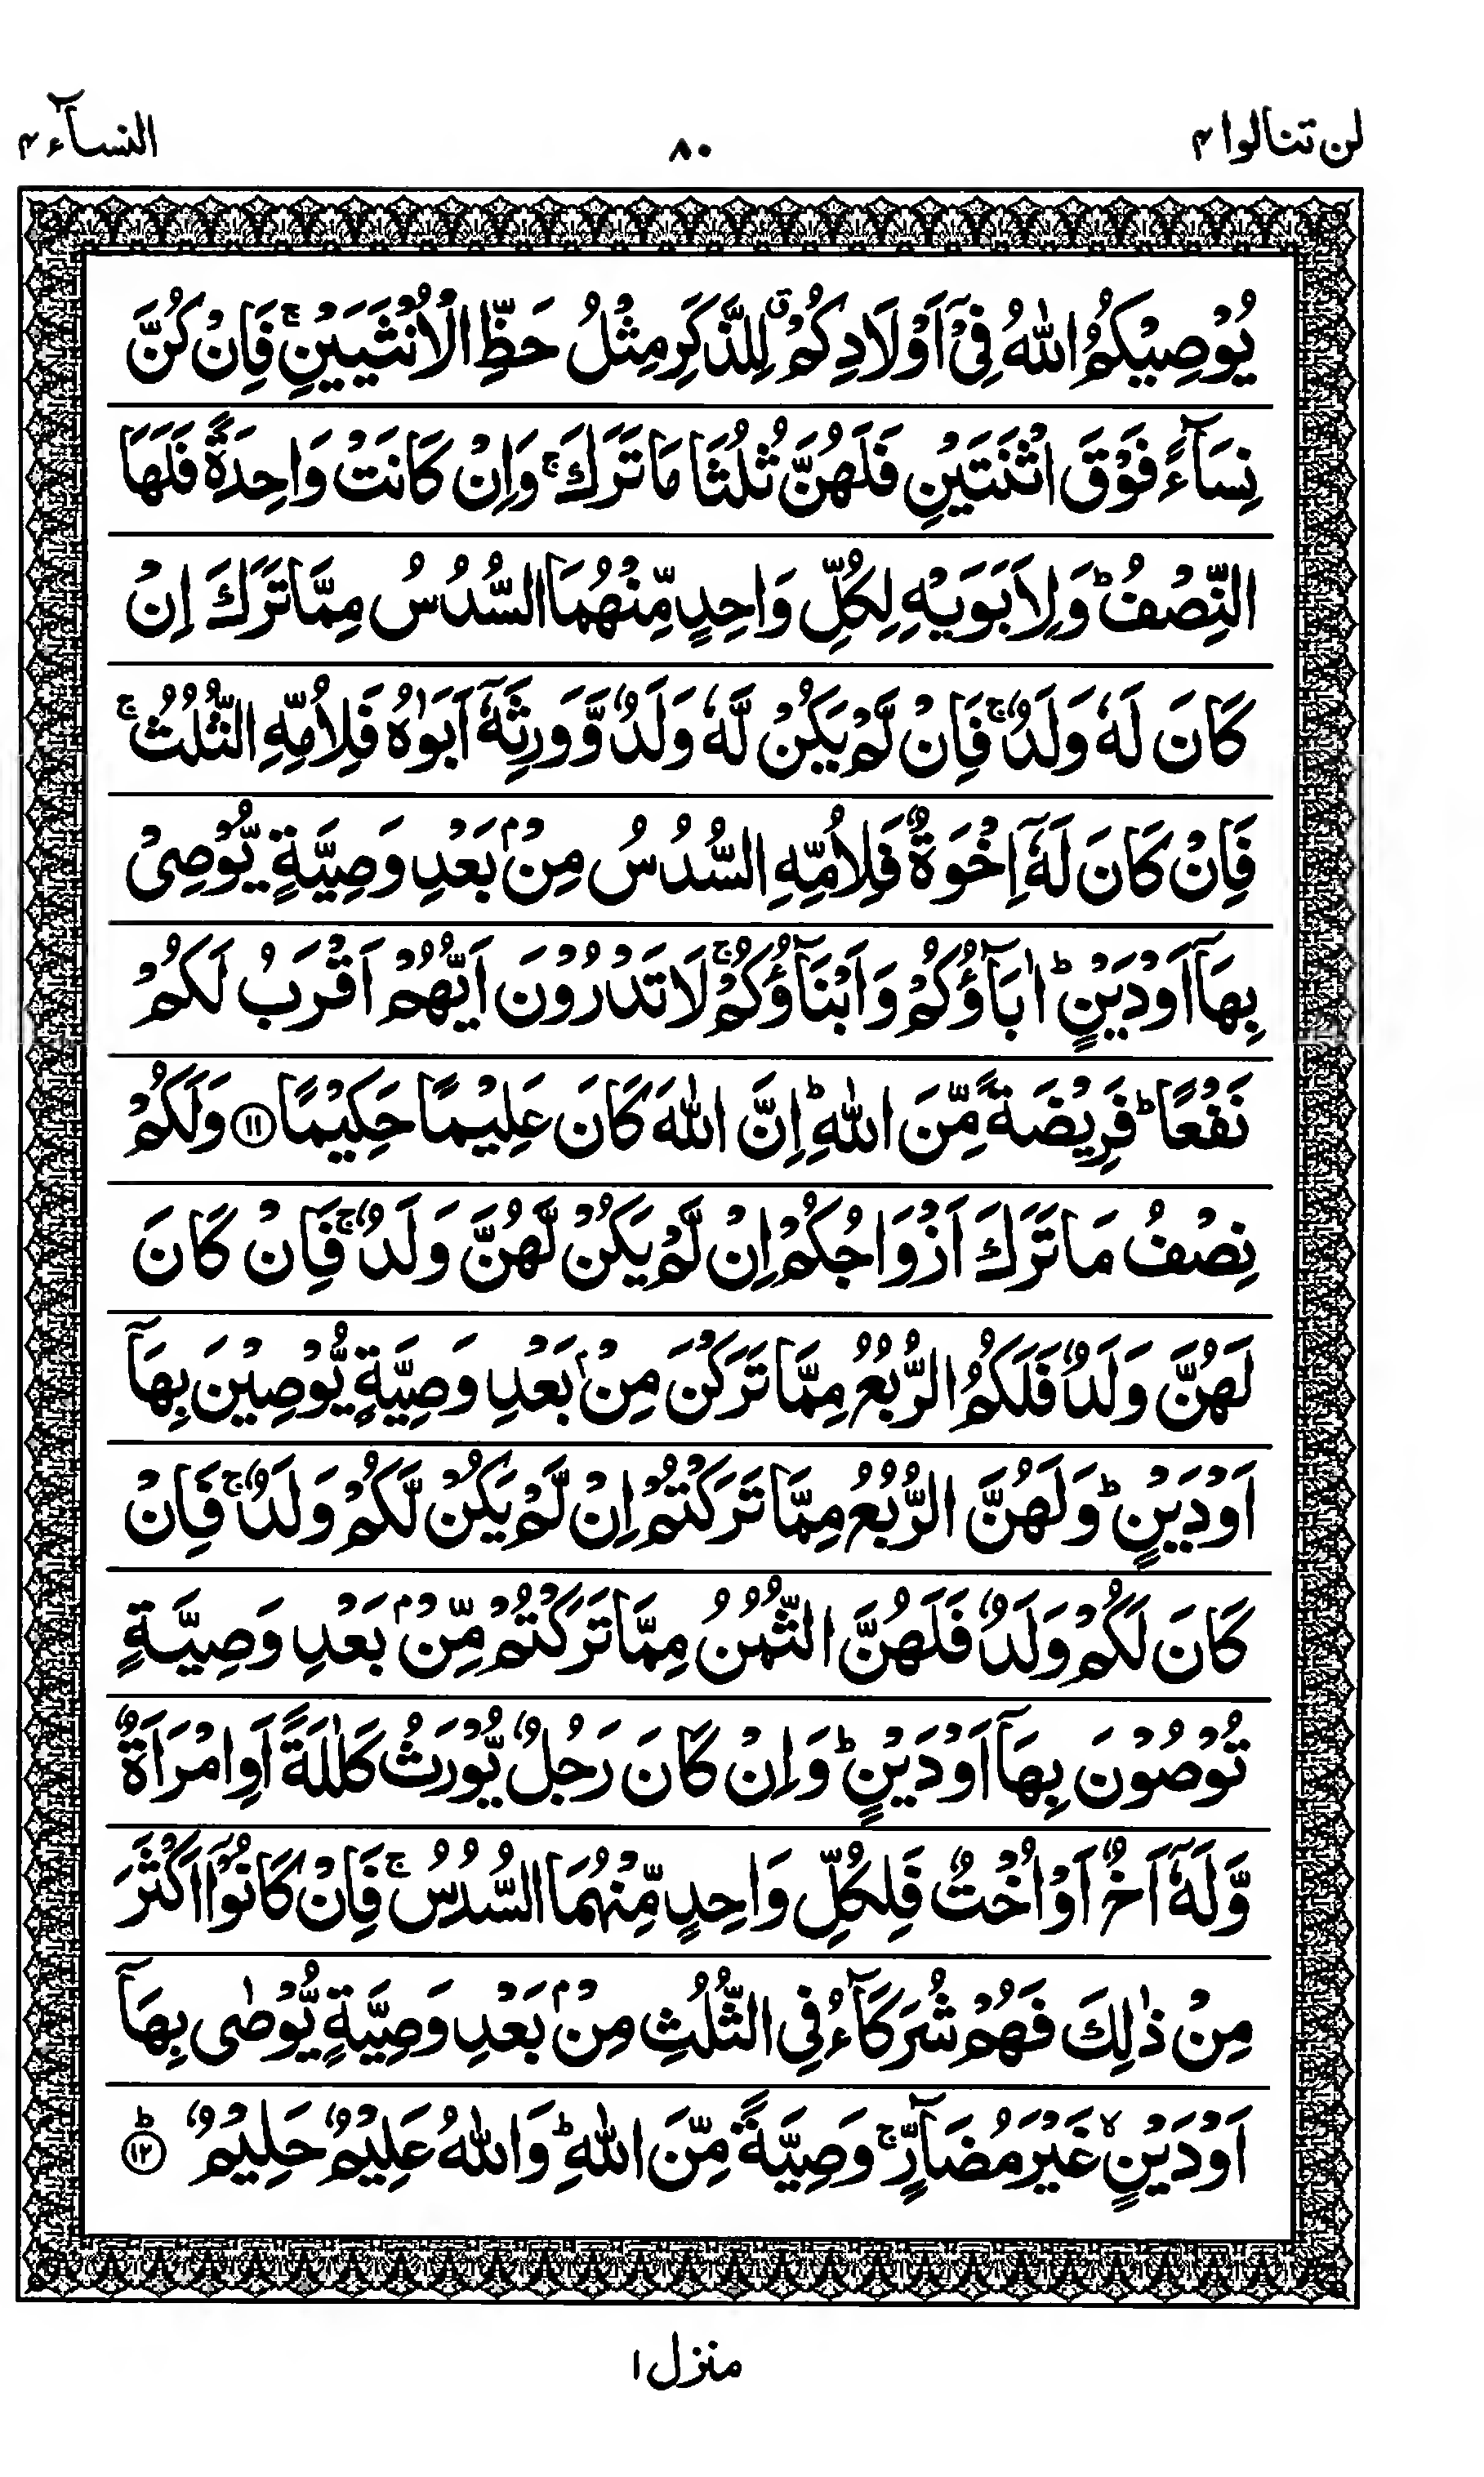 لن تنالوا ۴ ۸۰ النسآء ۴
يُوْصِيْكُمُ اللّٰهُ فِيْٓ اَوْلَادِكُمْ ۗ لِلذَّكَرِ مِثْلُ حَظِّ الْاُنْثَيَيْنِ ۚ فَاِنْ كُنَّ
نِسَآءً فَوْقَ اثْنَتَيْنِ فَلَهُنَّ ثُلُثَا مَا تَرَكَ ۚ وَاِنْ كَانَتْ وَاحِدَةً فَلَهَا
النِّصْفُ ؕ وَلِاَبَوَيْهِ لِكُلِّ وَاحِدٍ مِّنْهُمَا السُّدُسُ مِمَّا تَرَكَ اِنْ
كَانَ لَهٗ وَلَدٌ ۚ فَاِنْ لَّمْ يَكُنْ لَّهٗ وَلَدٌ وَّوَرِثَهٗٓ اَبَوٰهُ فَلِاُمِّهِ الثُّلُثُ ۚ
فَاِنْ كَانَ لَهٗٓ اِخْوَةٌ فَلِاُمِّهِ السُّدُسُ مِنْۢ بَعْدِ وَصِيَّةٍ يُّوْصِيْ
بِهَآ اَوْ دَيْنٍ ؕ اٰبَآؤُكُمْ وَاَبْنَآؤُكُمْ ۚ لَا تَدْرُوْنَ اَيُّهُمْ اَقْرَبُ لَكُمْ
نَفْعًا ؕ فَرِيْضَةً مِّنَ اللّٰهِ ؕ اِنَّ اللّٰهَ كَانَ عَلِيْمًا حَكِيْمًا ۝۱۱ وَلَكُمْ
نِصْفُ مَا تَرَكَ اَزْوَاجُكُمْ اِنْ لَّمْ يَكُنْ لَّهُنَّ وَلَدٌ ۚ فَاِنْ كَانَ
لَهُنَّ وَلَدٌ فَلَكُمُ الرُّبُعُ مِمَّا تَرَكْنَ مِنْۢ بَعْدِ وَصِيَّةٍ يُّوْصِيْنَ بِهَآ
اَوْ دَيْنٍ ؕ وَلَهُنَّ الرُّبُعُ مِمَّا تَرَكْتُمْ اِنْ لَّمْ يَكُنْ لَّكُمْ وَلَدٌ ۚ فَاِنْ
كَانَ لَكُمْ وَلَدٌ فَلَهُنَّ الثُّمُنُ مِمَّا تَرَكْتُمْ مِّنْۢ بَعْدِ وَصِيَّةٍ
تُوْصُوْنَ بِهَآ اَوْ دَيْنٍ ؕ وَاِنْ كَانَ رَجُلٌ يُّوْرَثُ كَلٰلَةً اَوِ امْرَاَةٌ
وَّلَهٗٓ اَخٌ اَوْ اُخْتٌ فَلِكُلِّ وَاحِدٍ مِّنْهُمَا السُّدُسُ ۚ فَاِنْ كَانُوْٓا اَكْثَرَ
مِنْ ذٰلِكَ فَهُمْ شُرَكَآءُ فِي الثُّلُثِ مِنْۢ بَعْدِ وَصِيَّةٍ يُّوْصٰى بِهَآ
اَوْ دَيْنٍ ۙ غَيْرَ مُضَآرٍّ ۚ وَصِيَّةً مِّنَ اللّٰهِ ؕ وَاللّٰهُ عَلِيْمٌ حَلِيْمٌ ؕ۝۱۲
منزل ۱